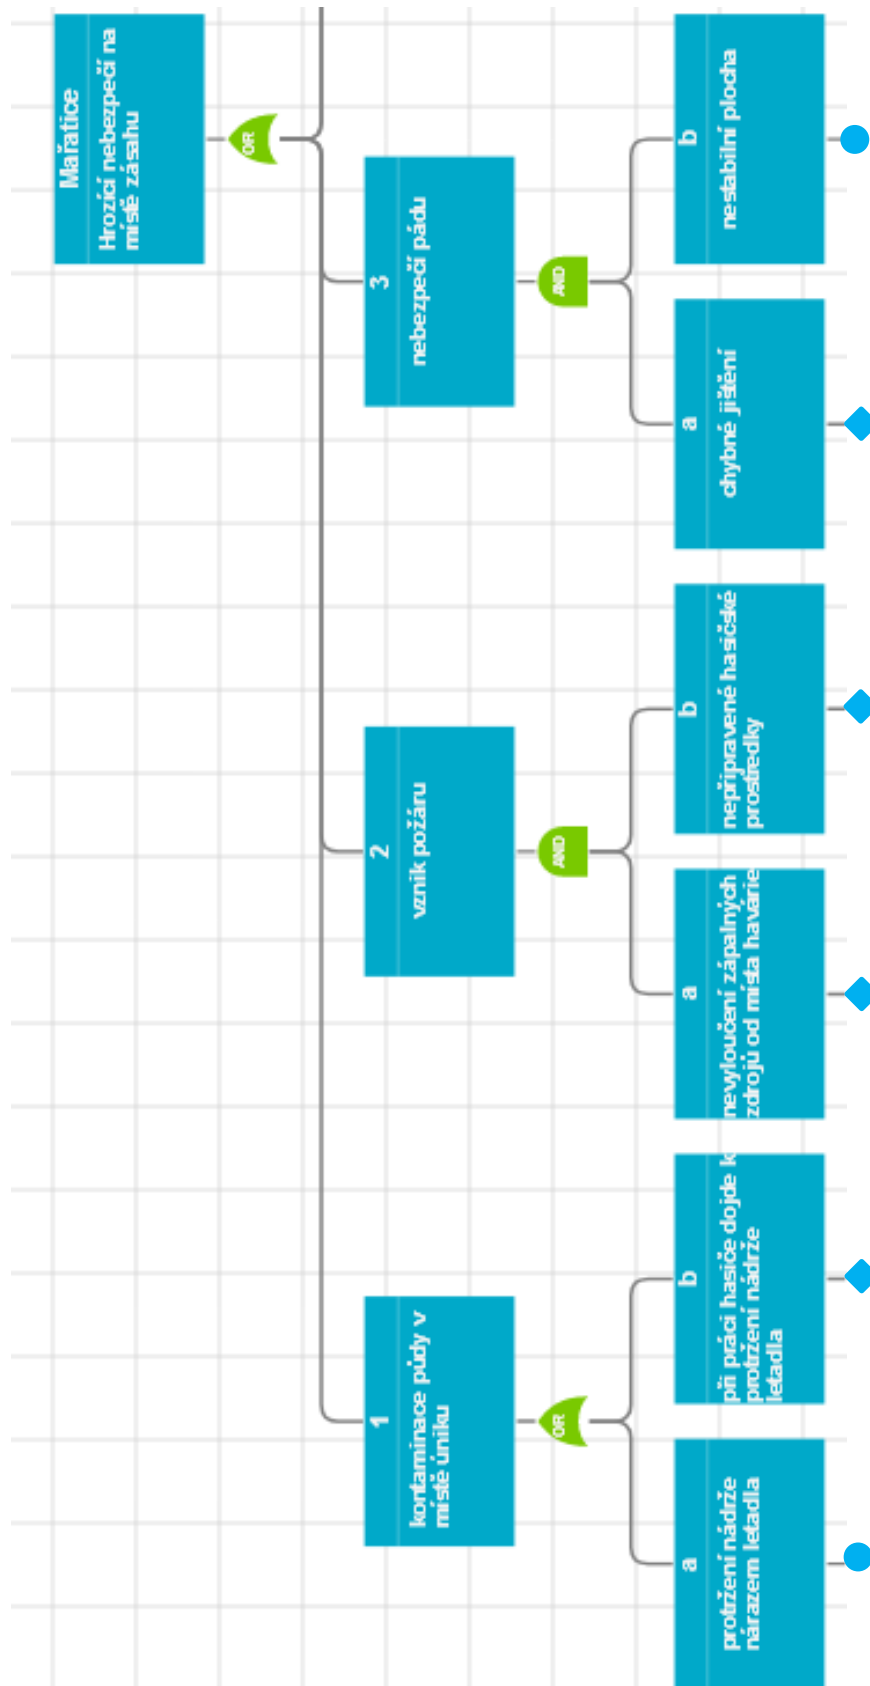 Mařatice
Hrozící nebezpečí na
místě zásahu
OR
1
kontaminace půdy v
místě úniku
2
vznik požáru
3
nebezpečí pádu
OR
AND
AND
a
protržení nádrže
nárazem letadla
b
při práci hasiče dojde k
protržení nádrže
letadla
a
nevyloučení zápalných
zdrojů od místa havárie
b
nepřipravené hasičské
prostředky
a
chybné jištění
b
nestabilní plocha